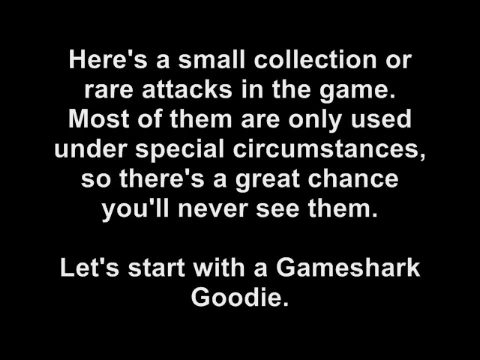 Here's a small collection or
rare attacks in the game.
Most of them are only used
under special circumstances,
so there's a great chance
you'll never see them.
Let's start with a Gameshark
Goodie.